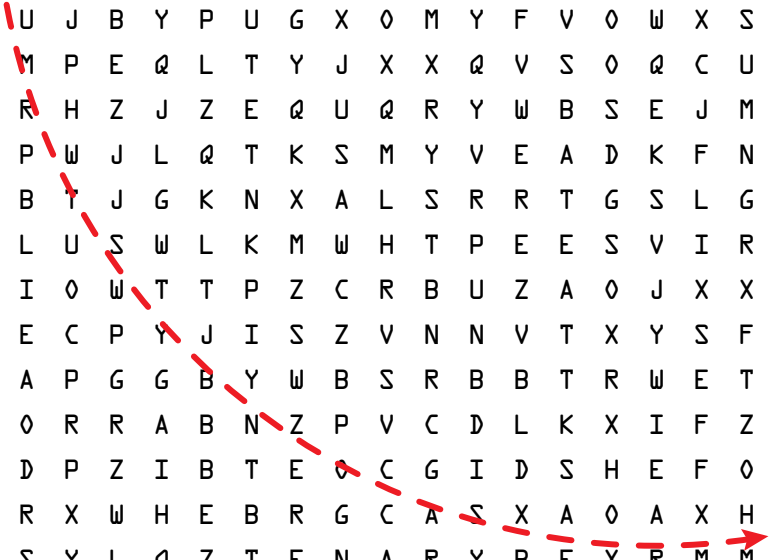 U J B Y P U G X O M Y F V O W X S
M P E Q L T Y J X X Q V S O Q C U
R H Z J Z E Q U Q R Y W B S E J M
P W J L Q T K S M Y V E A D K F N
B T J G K N X A L S R R T G S L G
L U S W L K M W H T P E E S V I R
I O W T T P Z C R B U Z A O J X X
E C P Y J I S Z V N N V T X Y S F
A P G G B Y W B S R B B T R W E T
O R R A B N Z P V C D L K X I F Z
D P Z I B T E O C G I D S H E F O
R X W H E B R G C A S X A O A X H